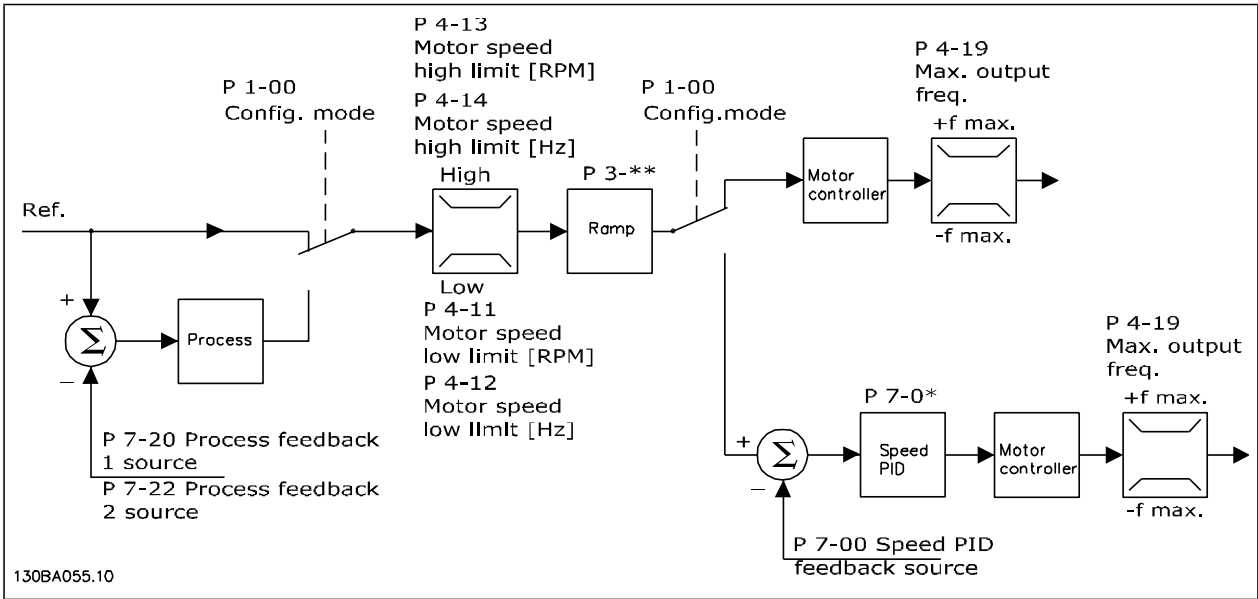 P 4-13
Motor speed
high limit [RPM]
P 4-14
Motor speed
high limit [Hz]
High
P 1-00
Config. mode
P 1-00
Config.mode
P 4-19
Max. output
freq.
+f max.
P 3-**
Motor
controller
-f max.
Ref.
Ramp
Low
P 4-11
Motor speed
low limit [RPM]
P 4-12
Motor speed
low limit [Hz]
+
Σ
−
Process
P 7-20 Process feedback
1 source
P 7-22 Process feedback
2 source
P 4-19
Max. output
freq.
+f max.
P 7-0*
+
Σ
−
Speed
PID
Motor
controller
-f max.
P 7-00 Speed PID
feedback source
130BA055.10